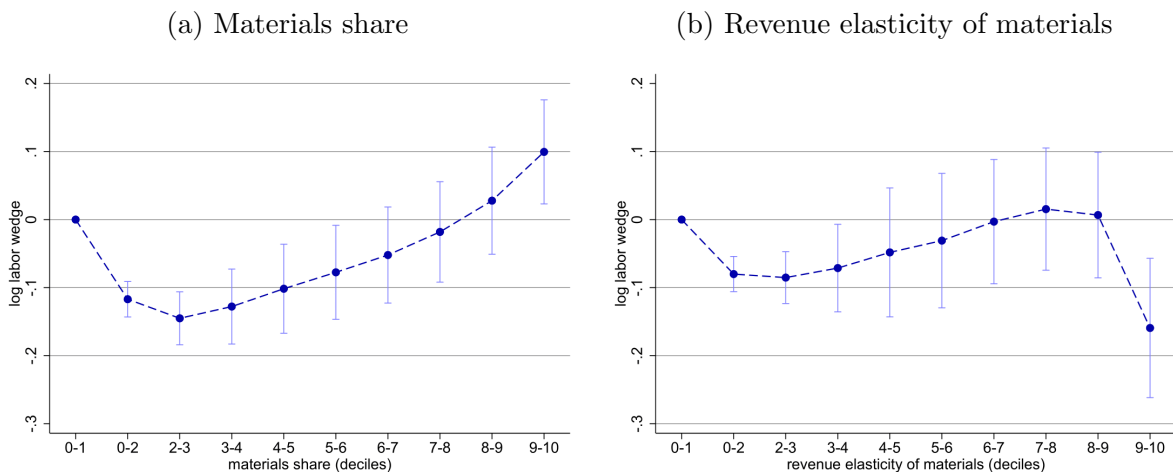 (a) Materials share
(b) Revenue elasticity of materials
.2
.1
0
-.1
-.2
-.3
log labor wedge
0-1 0-2 2-3 3-4 4-5 5-6 6-7 7-8 8-9 9-10
materials share (deciles)
.2
.1
0
-.1
-.2
-.3
log labor wedge
0-1 0-2 2-3 3-4 4-5 5-6 6-7 7-8 8-9 9-10
revenue elasticity of materials (deciles)